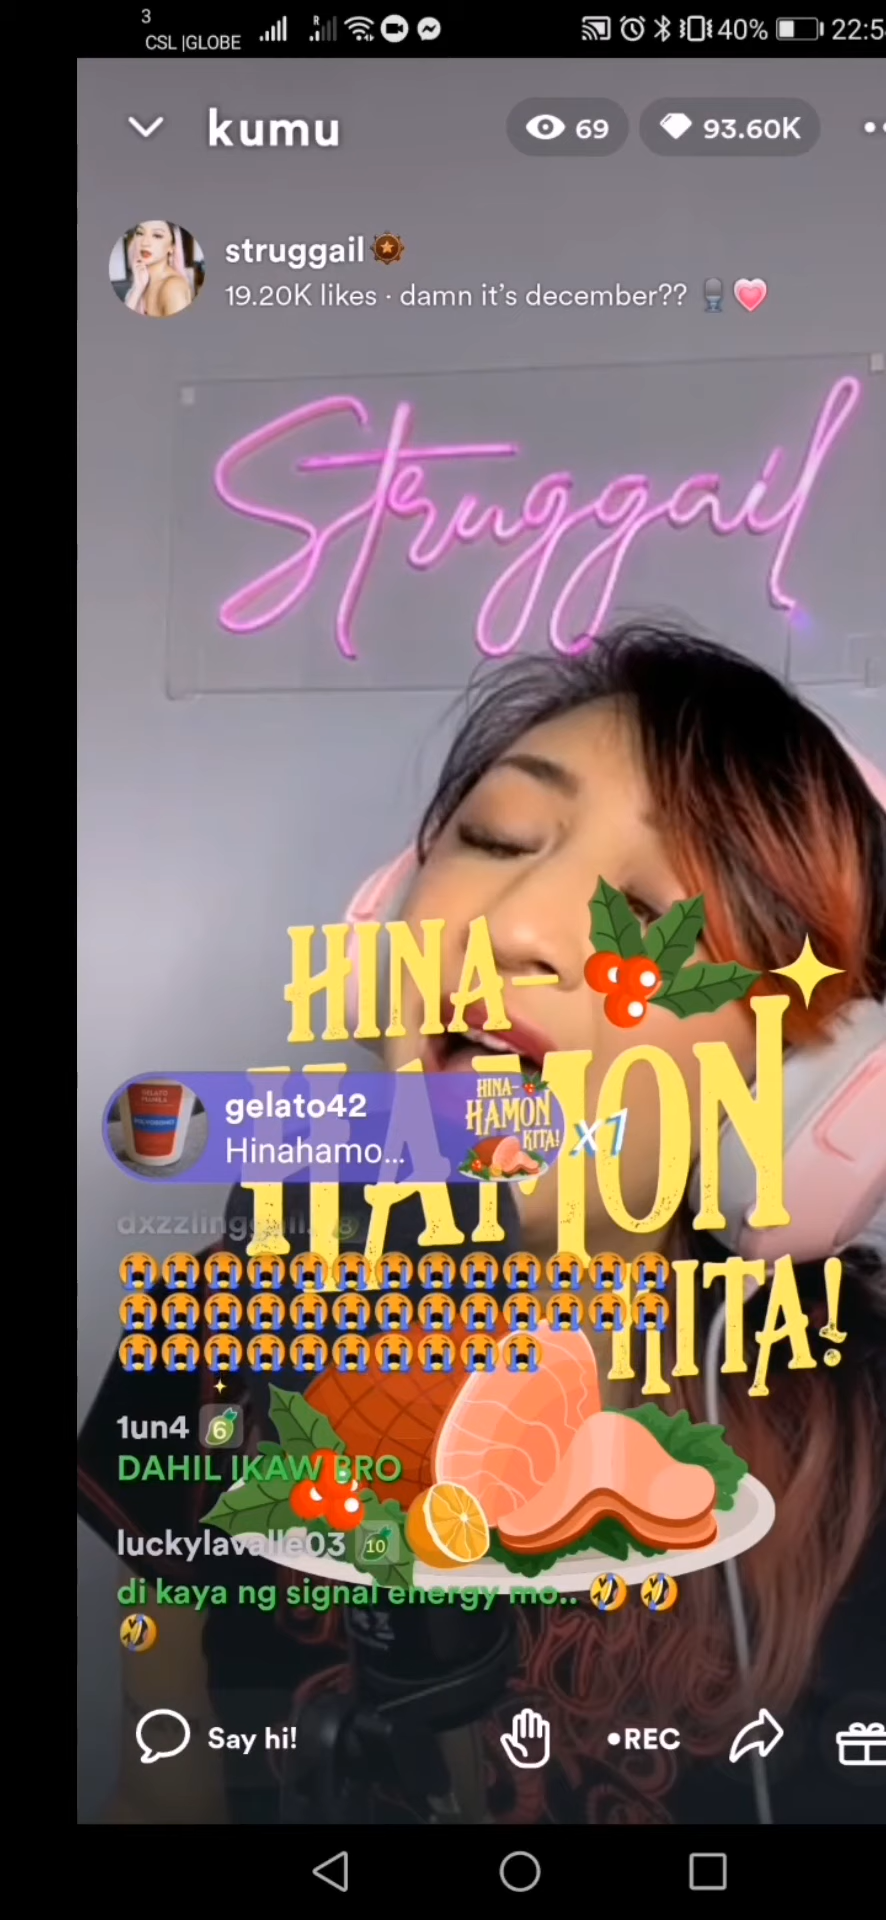 3
CSL |GLOBE
R
40%
22:5
kumu
69
93.60K
struggail
19.20K likes · damn it's december??
Struggail
HINA-
HAMON
KITA!
gelato42
Hinahamo...
HINA-
HAMON
KITA!
x1
1un4 6
DAHIL IKAW BRO
luckylavalle03 10
di kaya ng signal energy mo..
Say hi!
•REC